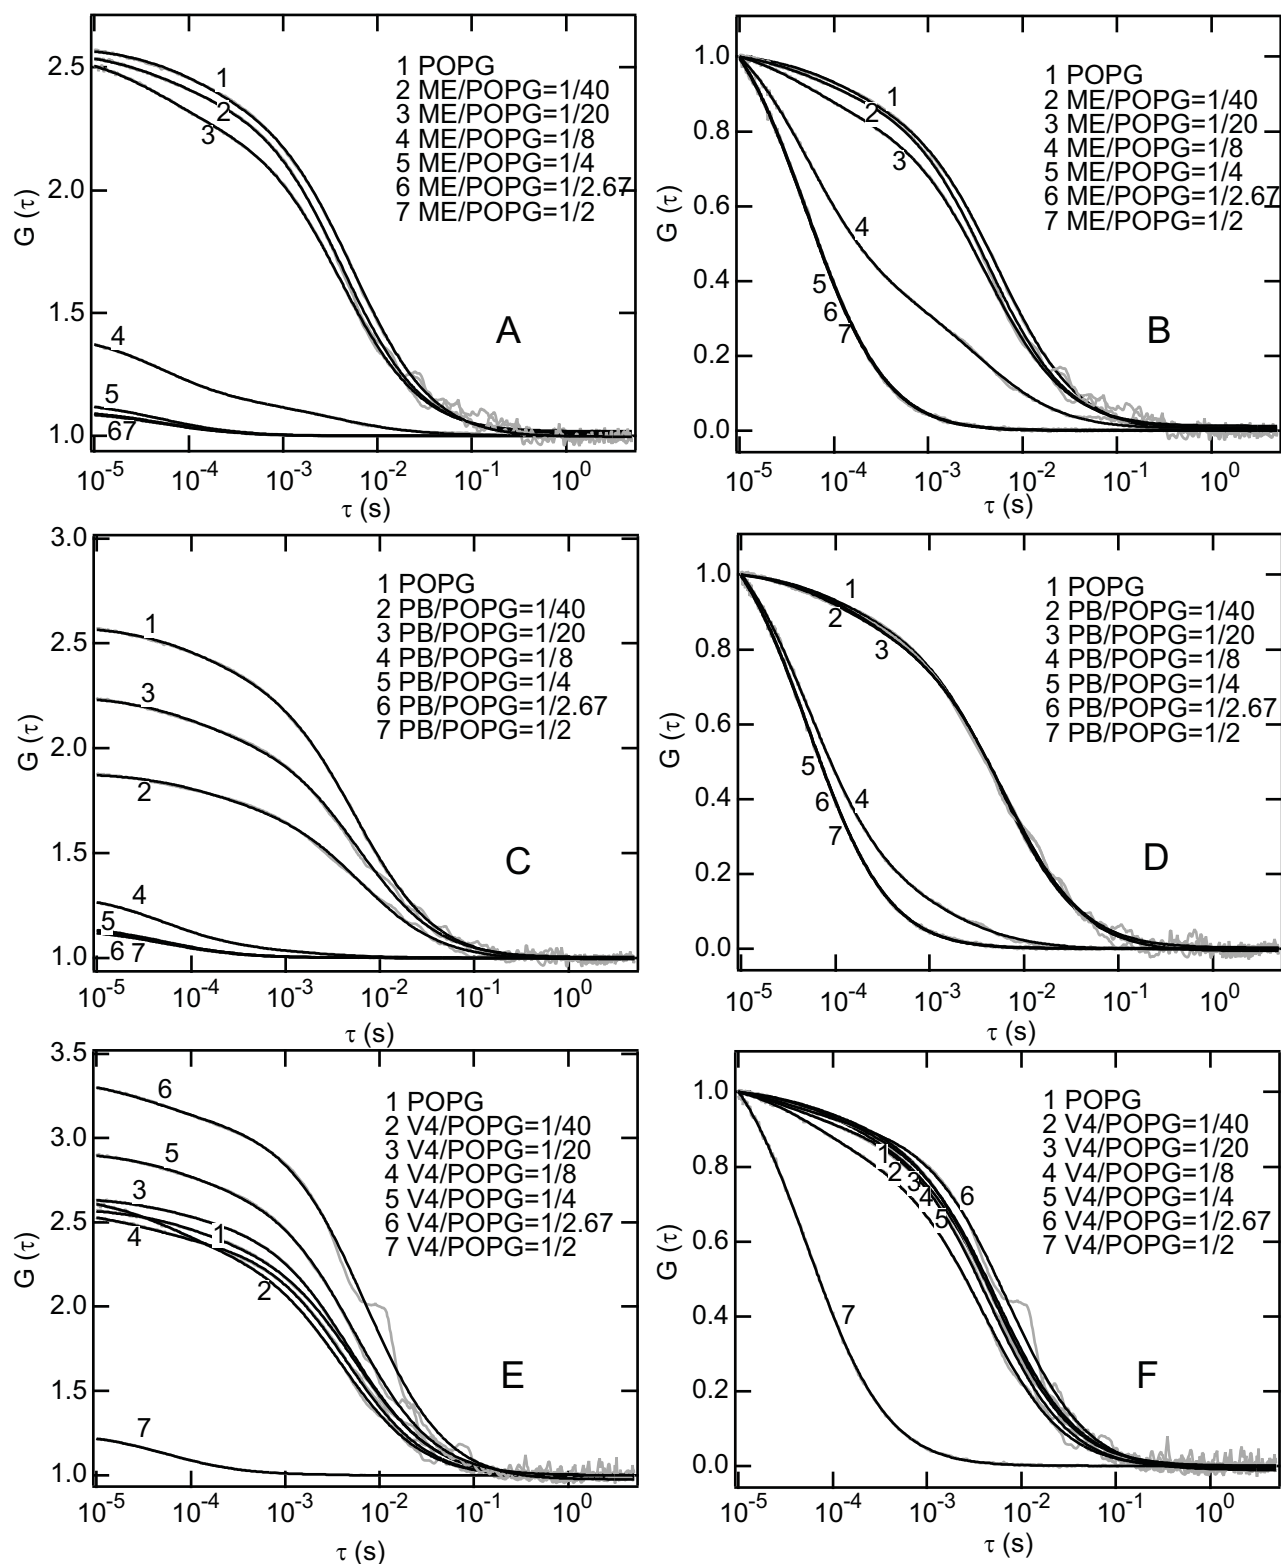 1 POPG
2 ME/POPG=1/40
3 ME/POPG=1/20
4 ME/POPG=1/8
5 ME/POPG=1/4
6 ME/POPG=1/2.67
7 ME/POPG=1/2
G (τ)
2.5
2.0
1.5
1.0
1
2
3
4
5
67
A
10-5 10-4 10-3 10-2 10-1 100
τ (s)
1 POPG
2 ME/POPG=1/40
3 ME/POPG=1/20
4 ME/POPG=1/8
5 ME/POPG=1/4
6 ME/POPG=1/2.67
7 ME/POPG=1/2
G (τ)
1.0
0.8
0.6
0.4
0.2
0.0
1
2
3
4
5
6
7
B
10-5 10-4 10-3 10-2 10-1 100
τ (s)
1 POPG
2 PB/POPG=1/40
3 PB/POPG=1/20
4 PB/POPG=1/8
5 PB/POPG=1/4
6 PB/POPG=1/2.67
7 PB/POPG=1/2
G (τ)
3.0
2.5
2.0
1.5
1.0
1
3
2
4
5
6 7
C
10-5 10-4 10-3 10-2 10-1 100
τ (s)
1 POPG
2 PB/POPG=1/40
3 PB/POPG=1/20
4 PB/POPG=1/8
5 PB/POPG=1/4
6 PB/POPG=1/2.67
7 PB/POPG=1/2
G (τ)
1.0
0.8
0.6
0.4
0.2
0.0
1
2
3
5
4
6
7
D
10-5 10-4 10-3 10-2 10-1 100
τ (s)
1 POPG
2 V4/POPG=1/40
3 V4/POPG=1/20
4 V4/POPG=1/8
5 V4/POPG=1/4
6 V4/POPG=1/2.67
7 V4/POPG=1/2
G (τ)
3.5
3.0
2.5
2.0
1.5
1.0
6
5
3
1
4
2
7
E
10-5 10-4 10-3 10-2 10-1 100
τ (s)
1 POPG
2 V4/POPG=1/40
3 V4/POPG=1/20
4 V4/POPG=1/8
5 V4/POPG=1/4
6 V4/POPG=1/2.67
7 V4/POPG=1/2
G (τ)
1.0
0.8
0.6
0.4
0.2
0.0
1
2
3
4
5
6
7
F
10-5 10-4 10-3 10-2 10-1 100
τ (s)